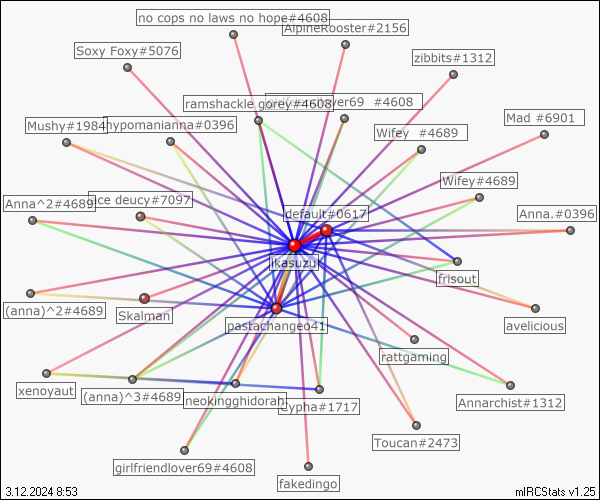 no cops no laws no hope#4608
AlpineRooster#2156
Soxy Foxy#5076
zibbits#1312
ramshackle gorey#4608
lover69 #4608
Mad #6901
Mushy#1984
hypomanianna#0396
Wifey #4689
Wifey#4689
Anna^2#4689
ice deucy#7097
default#0617
Anna.#0396
ikasuzu
frisout
(anna)^2#4689
Skalman
pastachangeo41
avelicious
rattgaming
xenoyaut
(anna)^3#4689
neokingghidorah
Cypha#1717
Annarchist#1312
Toucan#2473
girlfriendlover69#4608
fakedingo
3.12.2024 8:53
mIRCStats v1.25